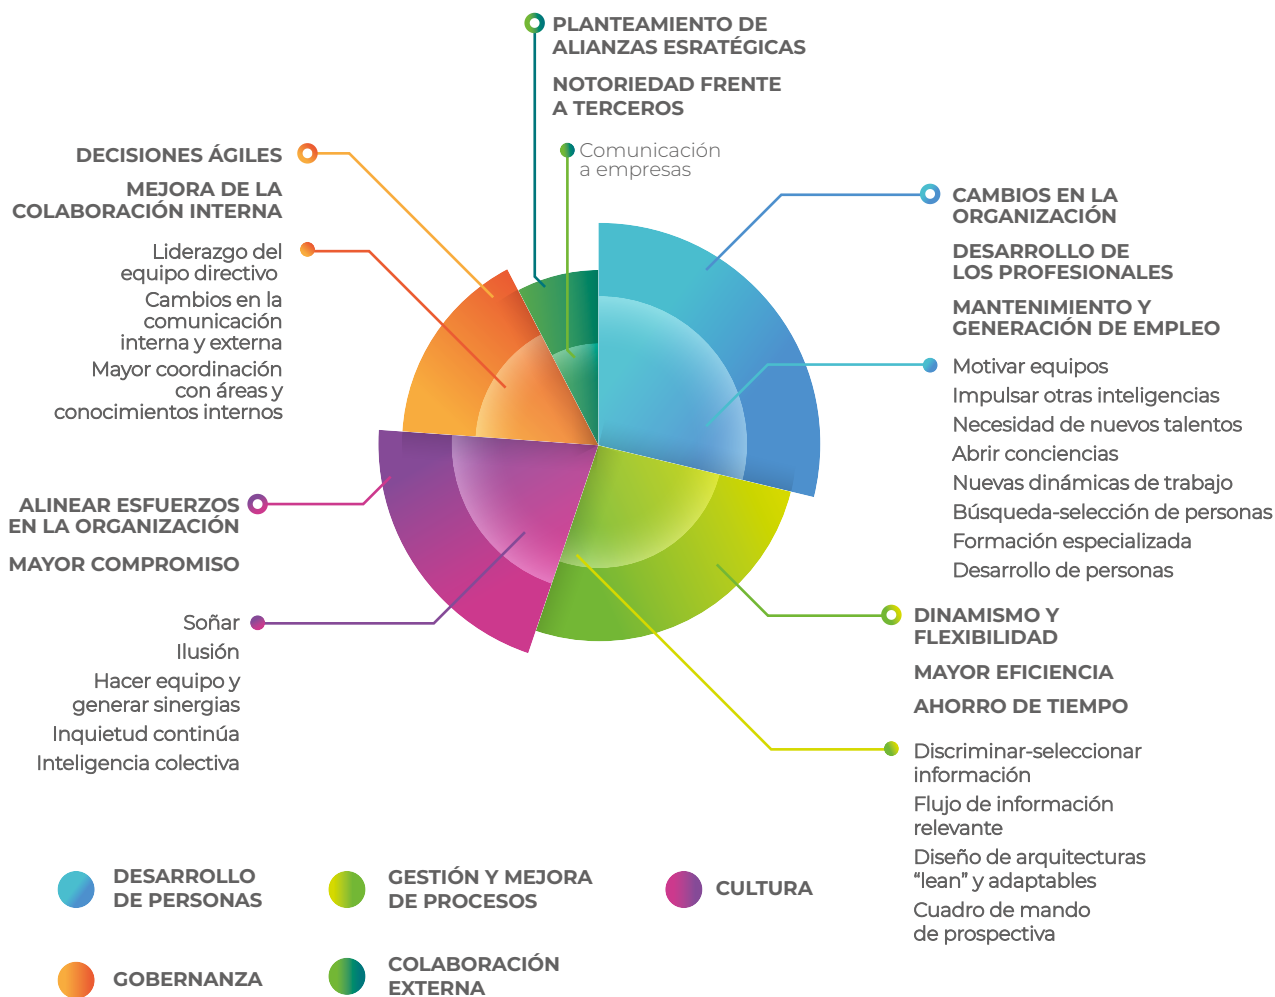 PLANTEAMIENTO DE
ALIANZAS ESRATÉGICAS
NOTORIEDAD FRENTE
A TERCEROS
Comunicación
a empresas
DECISIONES ÁGILES
MEJORA DE LA
COLABORACIÓN INTERNA
Liderazgo del
equipo directivo
Cambios en la
comunicación
interna y externa
Mayor coordinación
con áreas y
conocimientos internos
CAMBIOS EN LA
ORGANIZACIÓN
DESARROLLO DE
LOS PROFESIONALES
MANTENIMIENTO Y
GENERACIÓN DE EMPLEO
Motivar equipos
Impulsar otras inteligencias
Necesidad de nuevos talentos
Abrir conciencias
Nuevas dinámicas de trabajo
Búsqueda-selección de personas
Formación especializada
Desarrollo de personas
ALINEAR ESFUERZOS
EN LA ORGANIZACIÓN
MAYOR COMPROMISO
Soñar
Ilusión
Hacer equipo y
generar sinergias
Inquietud continúa
Inteligencia colectiva
DINAMISMO Y
FLEXIBILIDAD
MAYOR EFICIENCIA
AHORRO DE TIEMPO
Discriminar-seleccionar
información
Flujo de información
relevante
Diseño de arquitecturas
“lean” y adaptables
Cuadro de mando
de prospectiva
DESARROLLO
DE PERSONAS
GESTIÓN Y MEJORA
DE PROCESOS
CULTURA
GOBERNANZA
COLABORACIÓN
EXTERNA